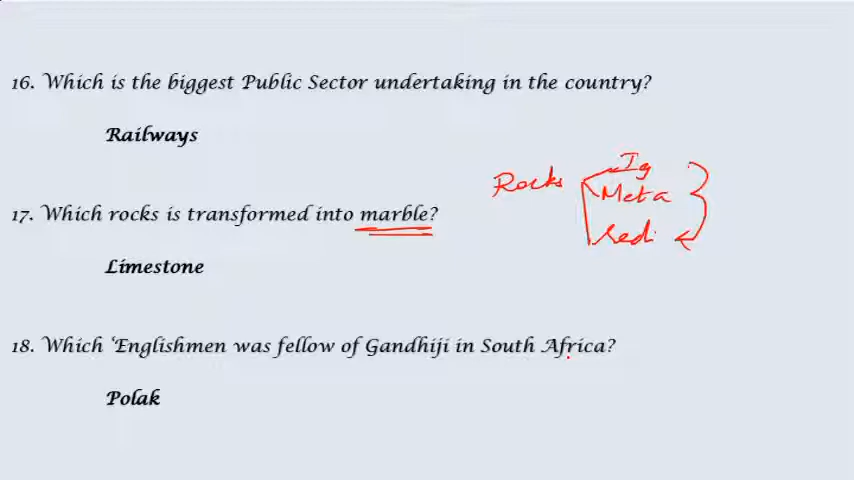 16. Which is the biggest Public Sector undertaking in the country?
Railways
17. Which rocks is transformed into marble?
Limestone
Rocks
Ig
Meta
Sedi
18. Which 'Englishmen was fellow of Gandhiji in South Africa?
Polak